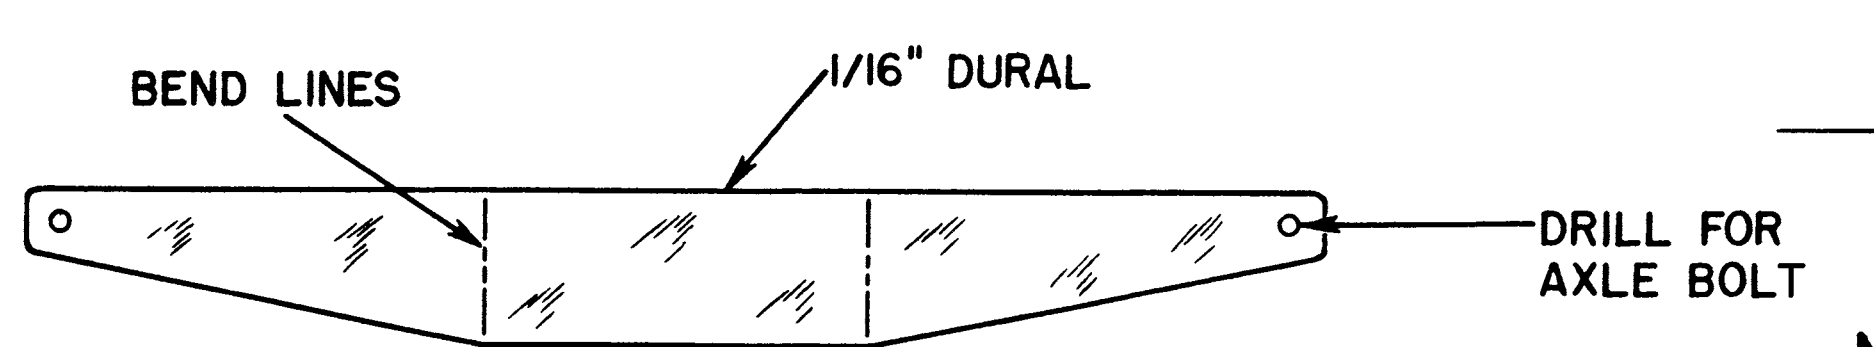 BEND LINES
1/16" DURAL
DRILL FOR
AXLE BOLT